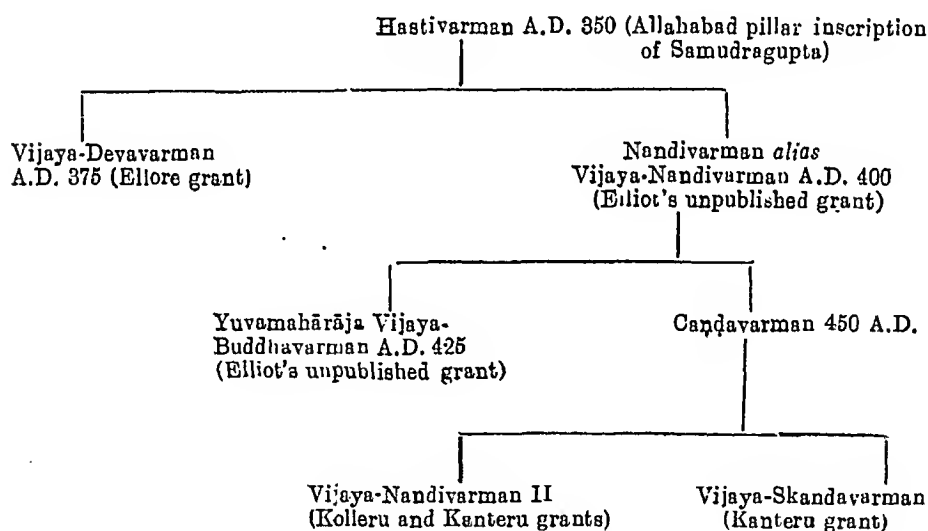 Hastivarman A.D. 350 (Allahabad pillar inscription
of Samudragupta)
Vijaya-Devavarman
A.D. 375 (Ellore grant)
Nandivarman alias
Vijaya-Nandivarman A.D. 400
(Elliot's unpublished grant)
Yuvamahārāja Vijaya-
Buddhavarman A.D. 425
(Elliot's unpublished grant)
Caṇḍavarman 450 A.D.
Vijaya-Nandivarman II
(Kolleru and Kanteru grants)
Vijaya-Skandavarman
(Kanteru grant)